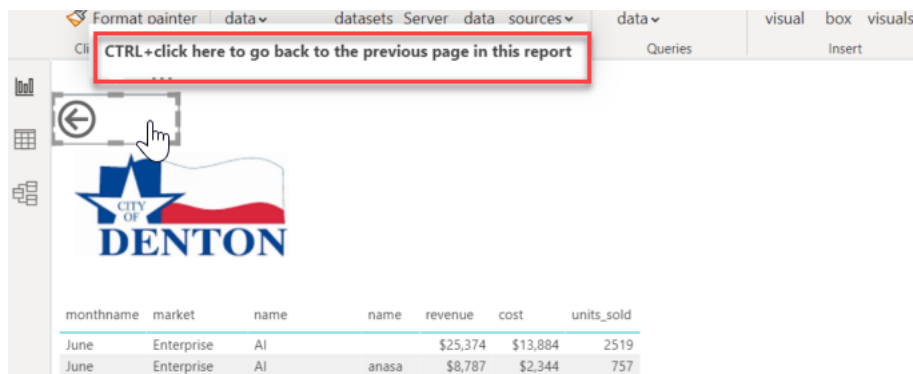 Format painter data datasets Server data sources data visual box visuals
Cli Queries Insert
CTRL+click here to go back to the previous page in this report
CITY
OF
DENTON
monthname market name name revenue cost units_sold
June Enterprise AI $25,374 $13,884 2519
June Enterprise AI anasa $8,787 $2,344 757